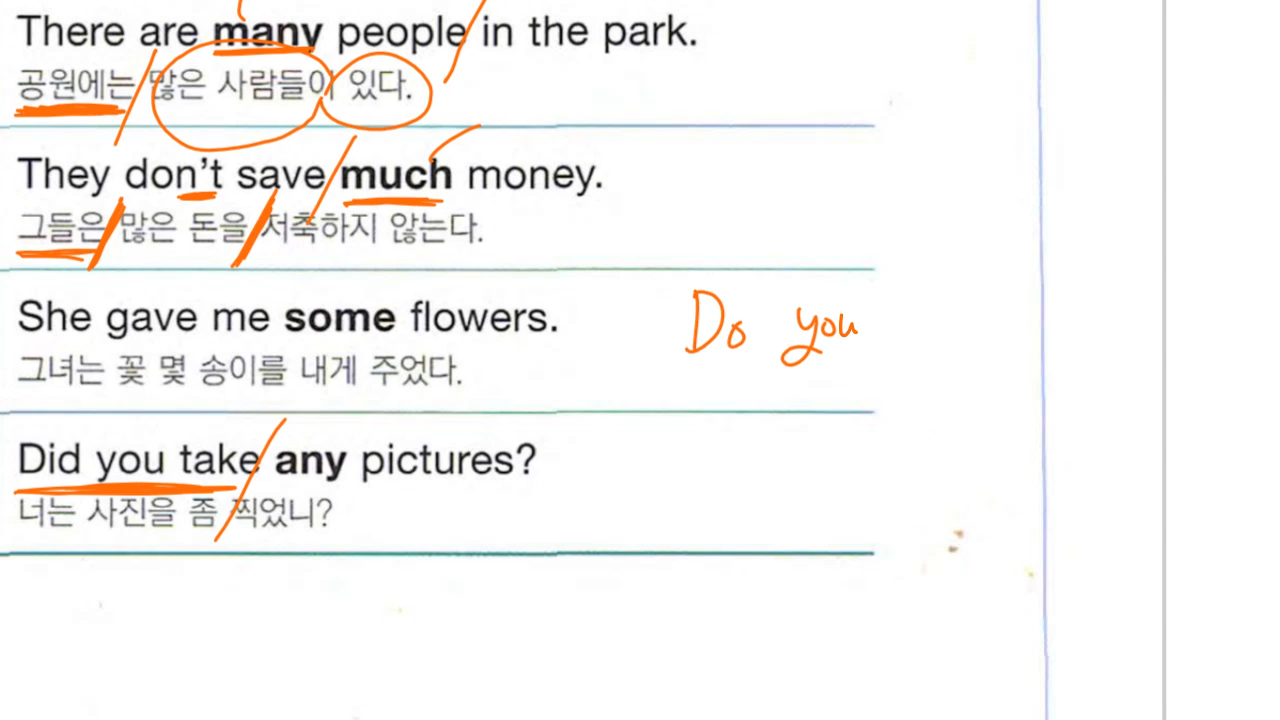 There are many people in the park.
공원에는 많은 사람들이 있다.
They don't save much money.
그들은 많은 돈을 저축하지 않는다.
She gave me some flowers.
Do you
그녀는 꽃 몇 송이를 내게 주었다.
Did you take any pictures?
너는 사진을 좀 찍었니?